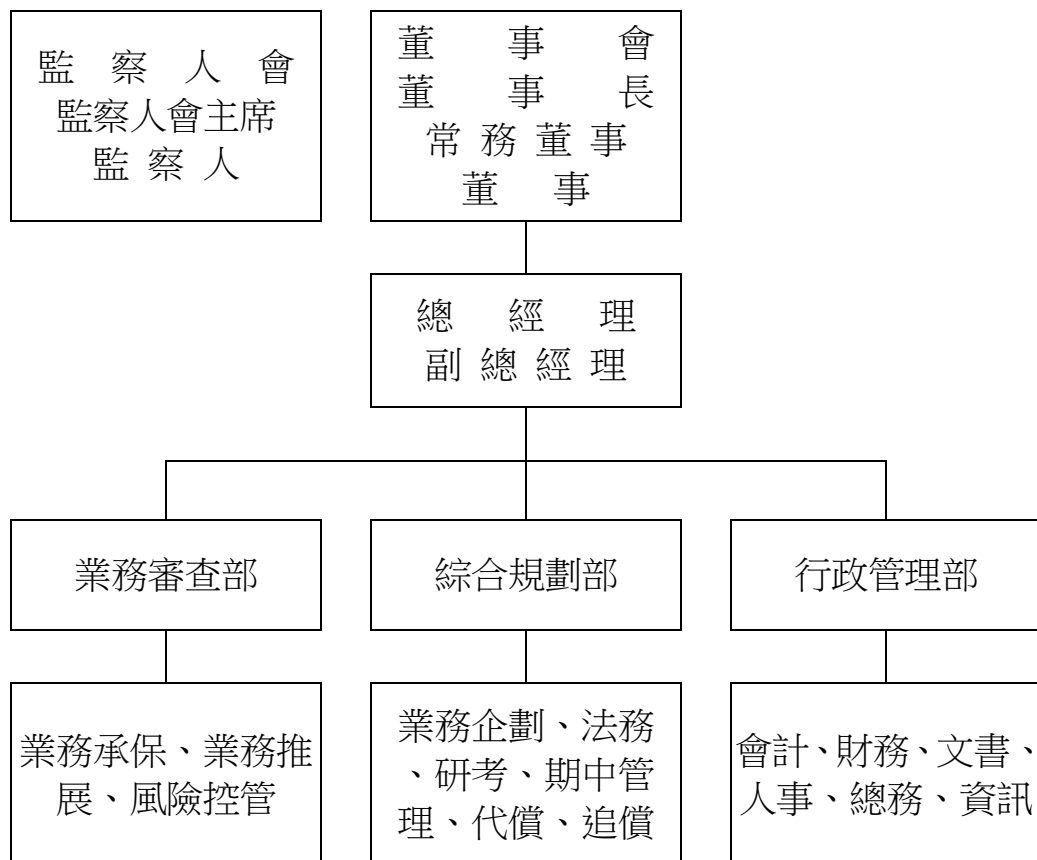 監察人會
監察人會主席
監察人
董事會
董事長
常務董事
董事
總經理
副總經理
業務審查部
綜合規劃部
行政管理部
業務承保、業務推
展、風險控管
業務企劃、法務
、研考、期中管
理、代償、追償
會計、財務、文書、
人事、總務、資訊